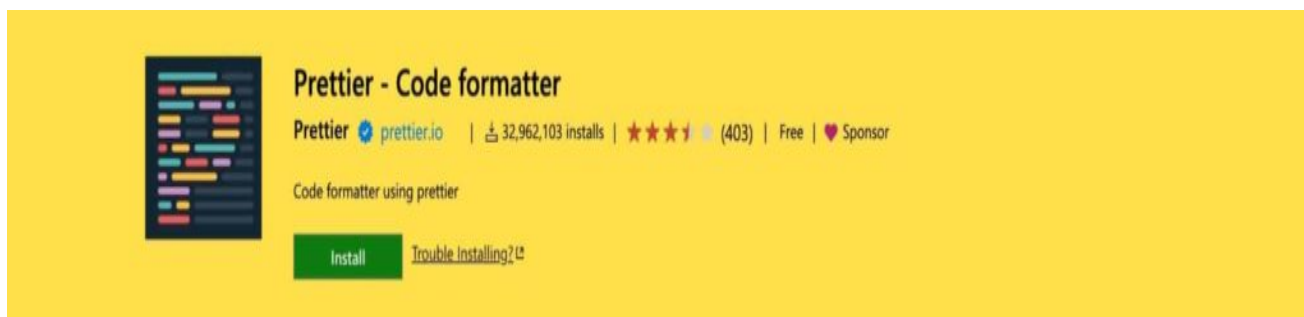 Prettier - Code formatter
Prettier prettier.io | 32,962,103 installs | (403) | Free | Sponsor
Code formatter using prettier
Install Trouble Installing?